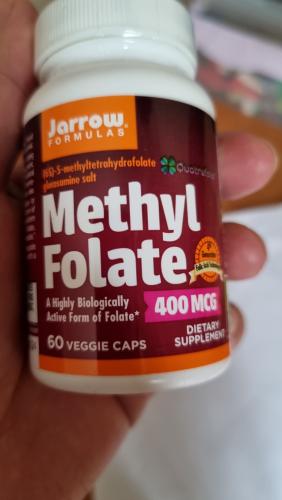 Jarrow
FORMULAS
(6S)-5-methyltetrahydrofolate
glucosamine salt
Quatrefolic
Methyl
Folate
400 MCG
A Highly Biologically
Active Form of Folate*
DIETARY
SUPPLEMENT
60 VEGGIE CAPS